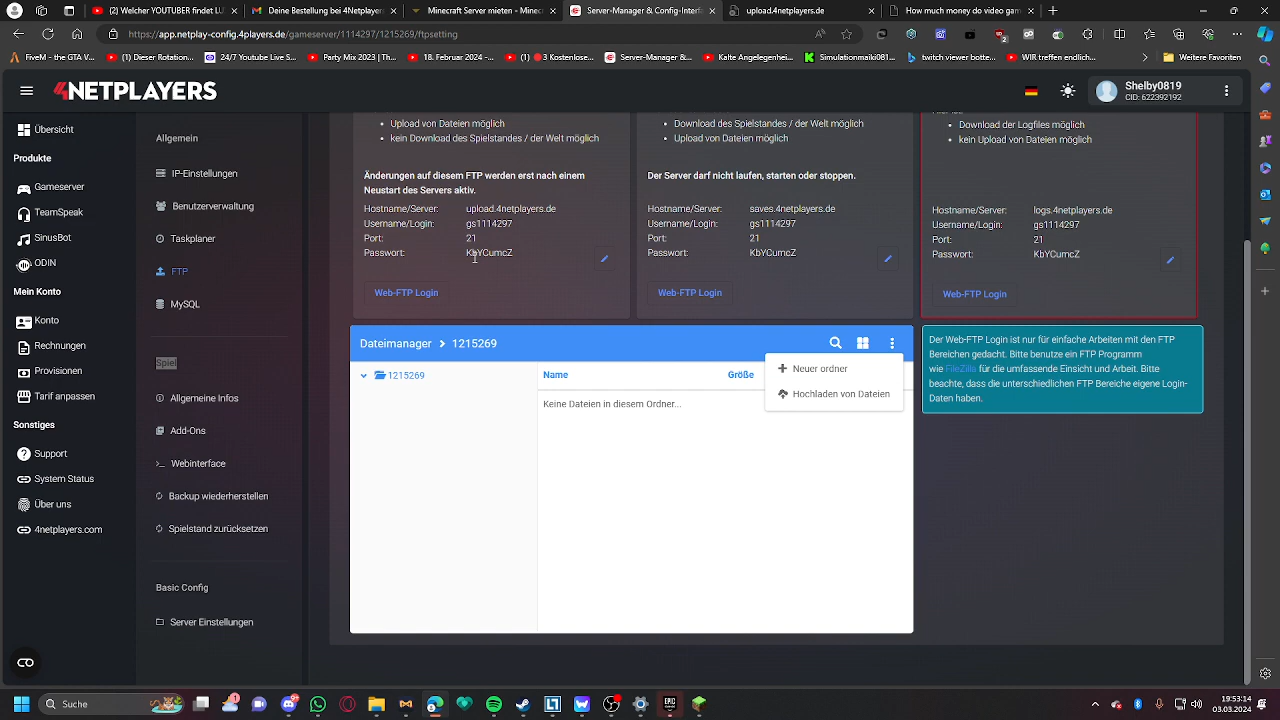 (2) Welcher YOUTUBER findet U
Deine Bestellung bei 4Netplayers
Minecraft Server mieten - Minec
Server-Manager & Config-Interfa
upload.4netplayers.de
How much money do video gam
https://app.netplay-config.4players.de/gameserver/1114297/1215269/ftpsetting
FiveM - the GTA V...
(1) Dieser Rotation...
24/7 Youtube Live S...
Party Mix 2023 | Th...
18. Februar 2024 -...
(1) 🔴3 Kostenloses...
Server-Manager &...
Katie Angelengerbh...
Simulationmaki081...
twitch viewer botte...
WIR treffen endlich...
Weitere Favoriten
4NETPLAYERS
Shelby0819
CID: 622392192
Übersicht
Produkte
Gameserver
TeamSpeak
SinusBot
ODIN
Mein Konto
Konto
Rechnungen
Provisionen
Tarif anpassen
Sonstiges
Support
System Status
Über uns
4netplayers.com
Allgemein
IP-Einstellungen
Benutzerverwaltung
Taskplaner
FTP
MySQL
Spiel
Allgemeine Infos
Add-Ons
Webinterface
Backup wiederherstellen
Spielstand zurücksetzen
Basic Config
Server Einstellungen
Upload von Dateien möglich
kein Download des Spielstandes / der Welt möglich
Änderungen auf diesem FTP werden erst nach einem
Neustart des Servers aktiv.
Hostname/Server: upload.4netplayers.de
Username/Login: gs1114297
Port: 21
Passwort: KbYCumcZ
Web-FTP Login
Download des Spielstandes / der Welt möglich
Upload von Dateien möglich
Der Server darf nicht laufen, starten oder stoppen.
Hostname/Server: saves.4netplayers.de
Username/Login: gs1114297
Port: 21
Passwort: KbYCumcZ
Web-FTP Login
Download der Logfiles möglich
kein Upload von Dateien möglich
Hostname/Server: logs.4netplayers.de
Username/Login: gs1114297
Port: 21
Passwort: KbYCumcZ
Web-FTP Login
Dateimanager > 1215269
1215269
Name Größe
Keine Dateien in diesem Ordner...
Neuer ordner
Hochladen von Dateien
Der Web-FTP Login ist nur für einfache Arbeiten mit den FTP
Bereichen gedacht. Bitte benutze ein FTP Programm
wie FileZilla für die umfassende Einsicht und Arbeit. Bitte
beachte, dass die unterschiedlichen FTP Bereiche eigene Login-
Daten haben.
Suche
19:53:14
03.03.2024